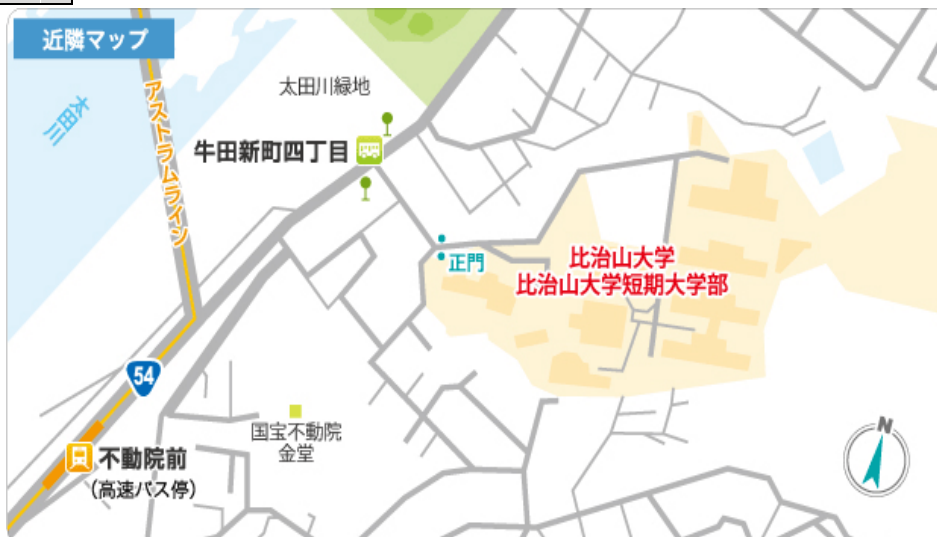 近隣マップ
太田川緑地
太田川
アストラムライン
牛田新町四丁目
正門
比治山大学
比治山大学短期大学部
54
国宝不動院
金堂
不動院前
(高速バス停)
N